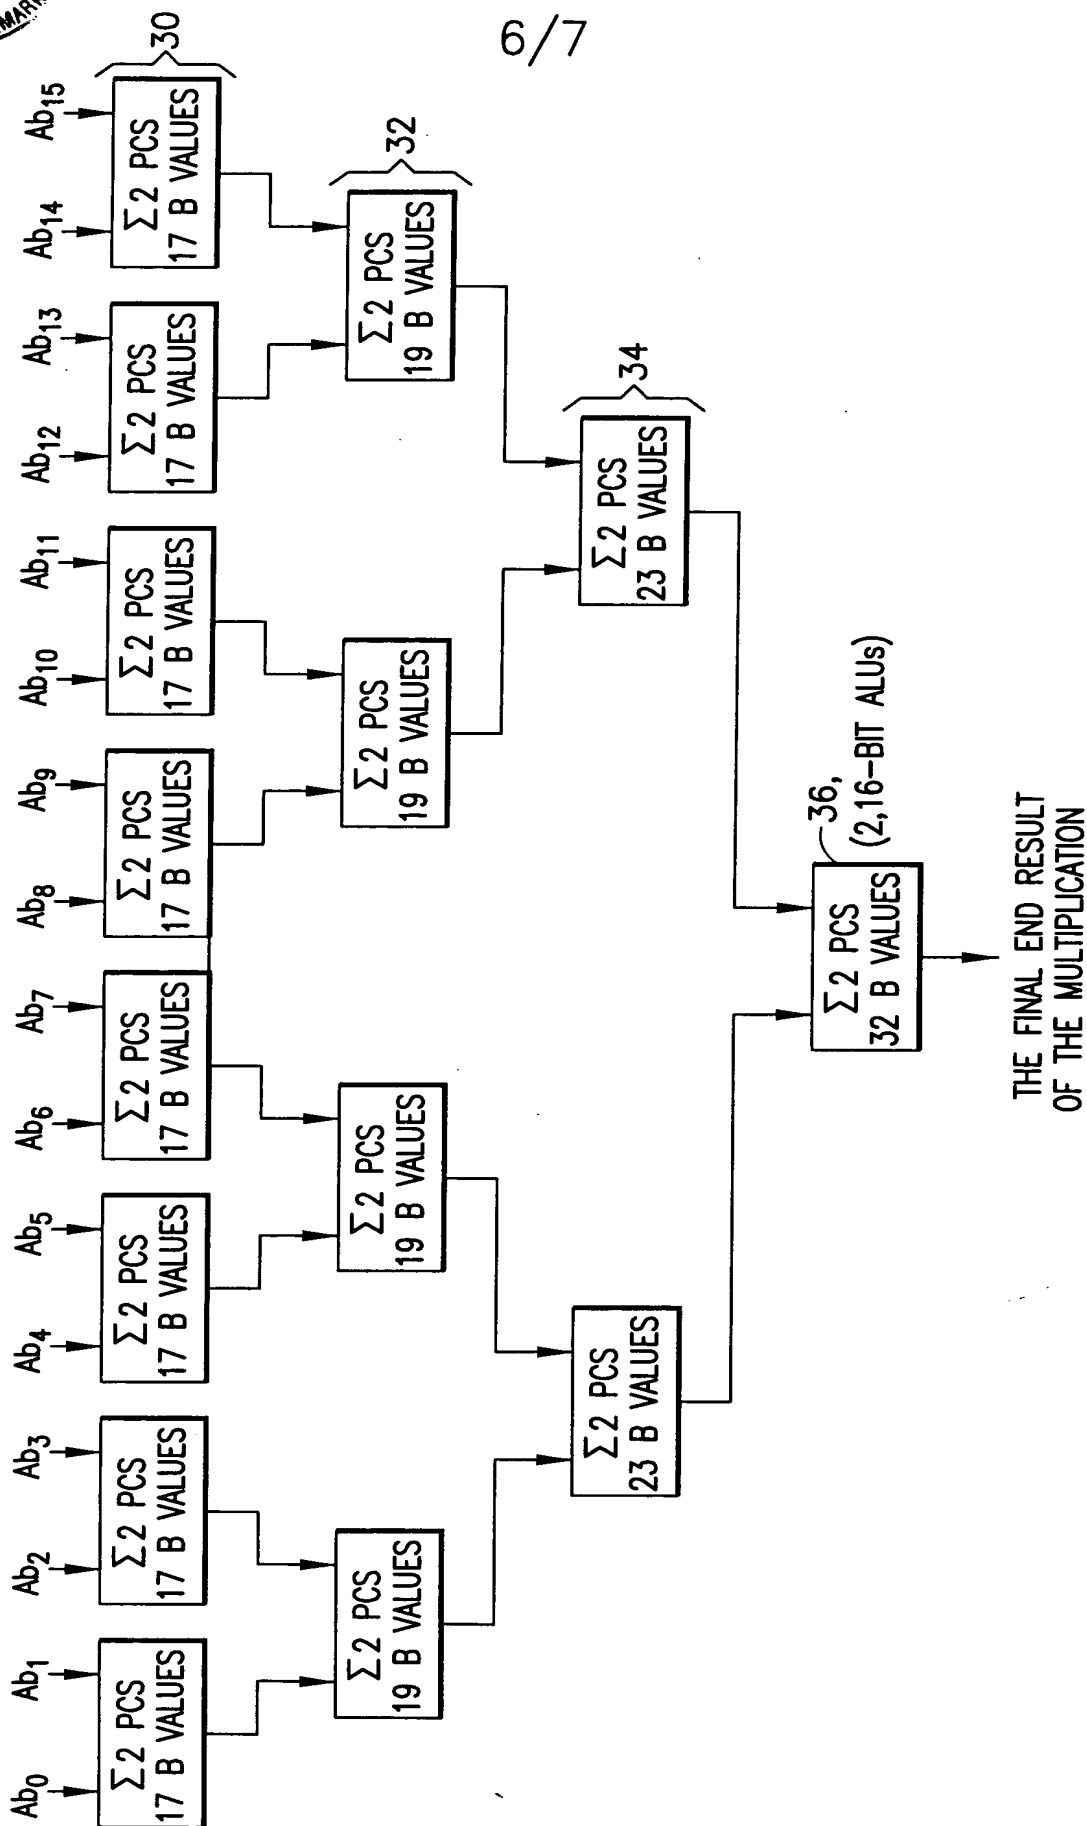 6/7
Ab0 Ab1 Ab2 Ab3 Ab4 Ab5 Ab6 Ab7 Ab8 Ab9 Ab10 Ab11 Ab12 Ab13 Ab14 Ab15
Σ2 PCS
17 B VALUES
Σ2 PCS
17 B VALUES
Σ2 PCS
17 B VALUES
Σ2 PCS
17 B VALUES
Σ2 PCS
17 B VALUES
Σ2 PCS
17 B VALUES
Σ2 PCS
17 B VALUES
Σ2 PCS
17 B VALUES
30
Σ2 PCS
19 B VALUES
Σ2 PCS
19 B VALUES
Σ2 PCS
19 B VALUES
Σ2 PCS
19 B VALUES
32
Σ2 PCS
23 B VALUES
Σ2 PCS
23 B VALUES
34
Σ2 PCS
32 B VALUES
36,
(2,16-BIT ALUs)
THE FINAL END RESULT
OF THE MULTIPLICATION